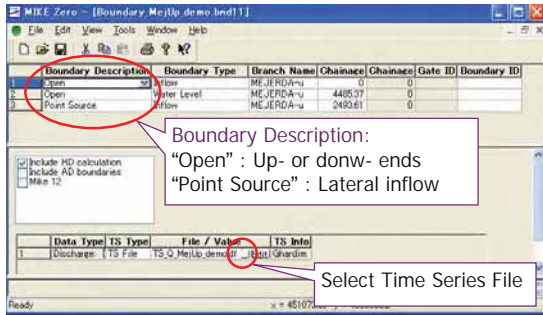 MIKE Zero - [Boundary MejUp demo.bnd11]
File Edit View Tools Window Help
Boundary Description Boundary Type Branch Name Chainage Chainage Gate ID Boundary ID
1 Open Inflow MEJERDA-u 0 0
2 Open Water Level MEJERDA-u 4485.37 0
3 Point Source Inflow MEJERDA-u 2493.61 0
Boundary Description:
"Open" : Up- or donw- ends
"Point Source" : Lateral inflow
Include HD calculation
Include AD boundaries
Mike 12
Data Type TS Type File / Value TS Info
1 Discharge: TS File TS_Q_MejUp_demo.df Edit Ghardim
Select Time Series File
Ready